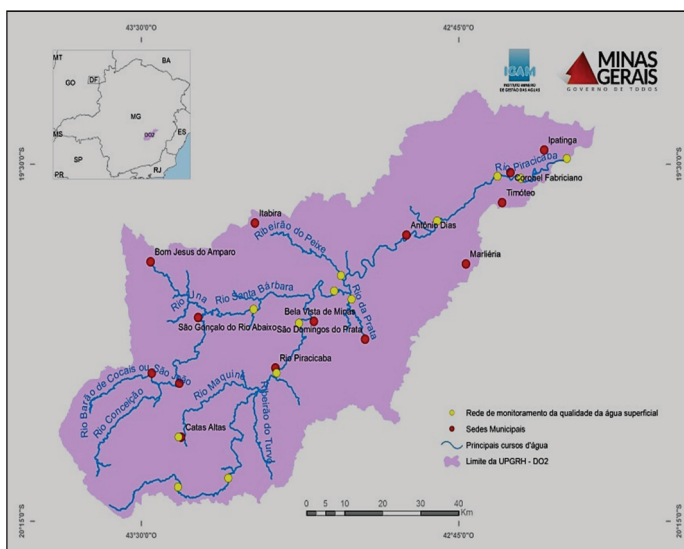 43°30'0"O
42°45'0"O
MT
BA
GO
DF
MG
DO2
MS
ES
SP
RJ
PR
IGAM
INSTITUTO MINEIRO
DE GESTÃO DAS ÁGUAS
MINAS
GERAIS
GOVERNO DE TODOS
19°30'0"S
19°30'0"S
Ipatinga
Rio Piracicaba
Coronel Fabriciano
Timóteo
Itabira
Ribeirão do Peixe
Antônio Dias
Bom Jesus do Amparo
Marliéria
Rio Una
Rio Santa Bárbara
Rio da Prata
Bela Vista de Minas
São Gonçalo do Rio Abaixo
São Domingos do Prata
Rio Piracicaba
Rio Barão de Cocais ou São João
Rio Maquiné
Rio Conceição
Ribeirão do Turvo
Catas Altas
Rede de monitoramento da qualidade da água superficial
Sedes Municipais
Principais cursos d'água
Limite da UPGRH - DO2
0 5 10 20 30 40
Km
20°15'0"S
20°15'0"S
43°30'0"O
42°45'0"O